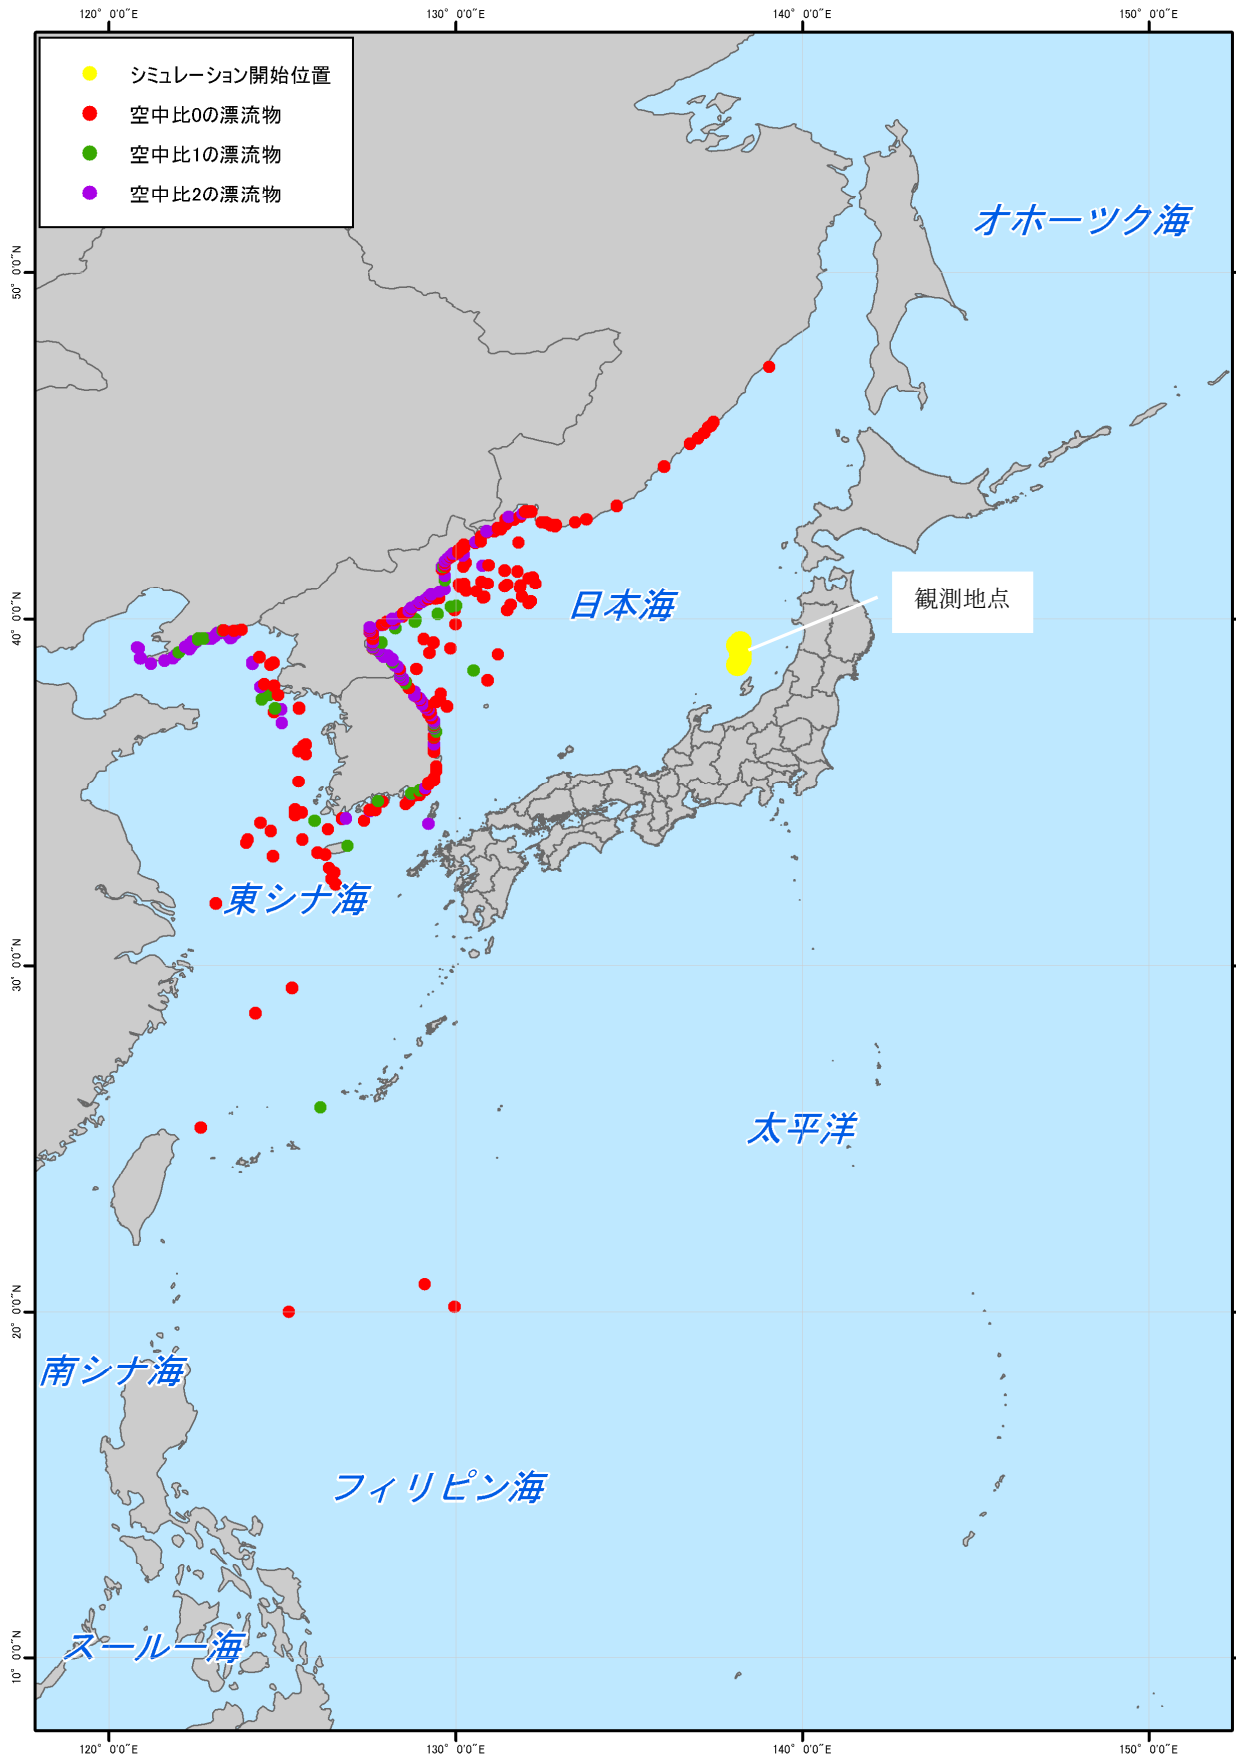 120° 0'0"E
130° 0'0"E
140° 0'0"E
150° 0'0"E
シミュレーション開始位置
空中比0の漂流物
空中比1の漂流物
空中比2の漂流物
オホーツク海
50° 0'0"N
日本海
観測地点
40° 0'0"N
東シナ海
30° 0'0"N
太平洋
20° 0'0"N
南シナ海
フィリピン海
スールー海
10° 0'0"N
120° 0'0"E
130° 0'0"E
140° 0'0"E
150° 0'0"E